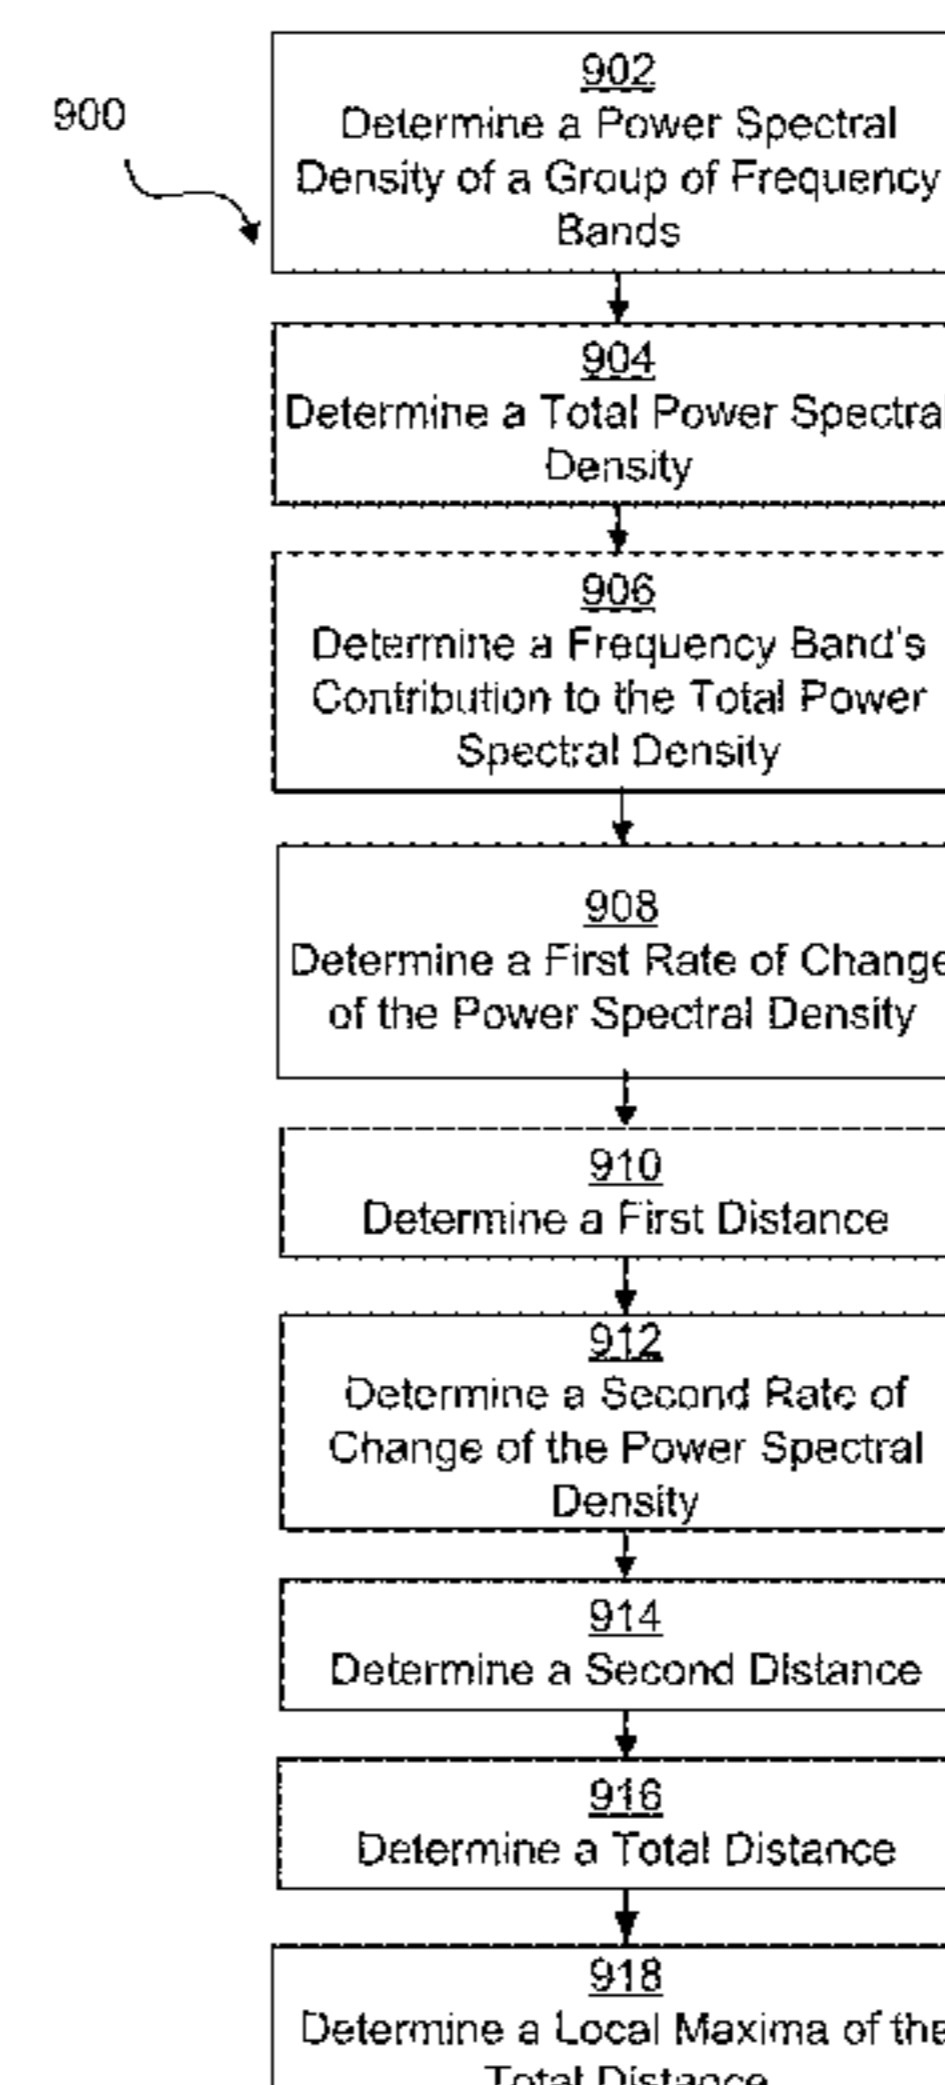 900
902
Determine a Power Spectral
Density of a Group of Frequency
Bands
904
Determine a Total Power Spectral
Density
906
Determine a Frequency Band's
Contribution to the Total Power
Spectral Density
908
Determine a First Rate of Change
of the Power Spectral Density
910
Determine a First Distance
912
Determine a Second Rate of
Change of the Power Spectral
Density
914
Determine a Second Distance
916
Determine a Total Distance
918
Determine a Local Maxima of the
Total Distance